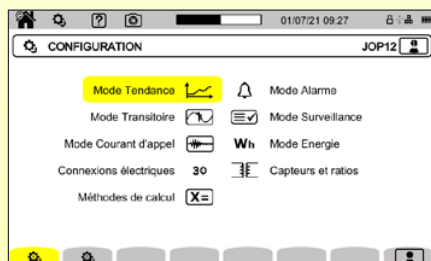 ? 01/07/21 09:27
CONFIGURATION JOP12
Mode Tendance Mode Alarme
Mode Transitoire Mode Surveillance
Mode Courant d'appel Wh Mode Energie
Connexions électriques 3Ø Capteurs et ratios
Méthodes de calcul X=